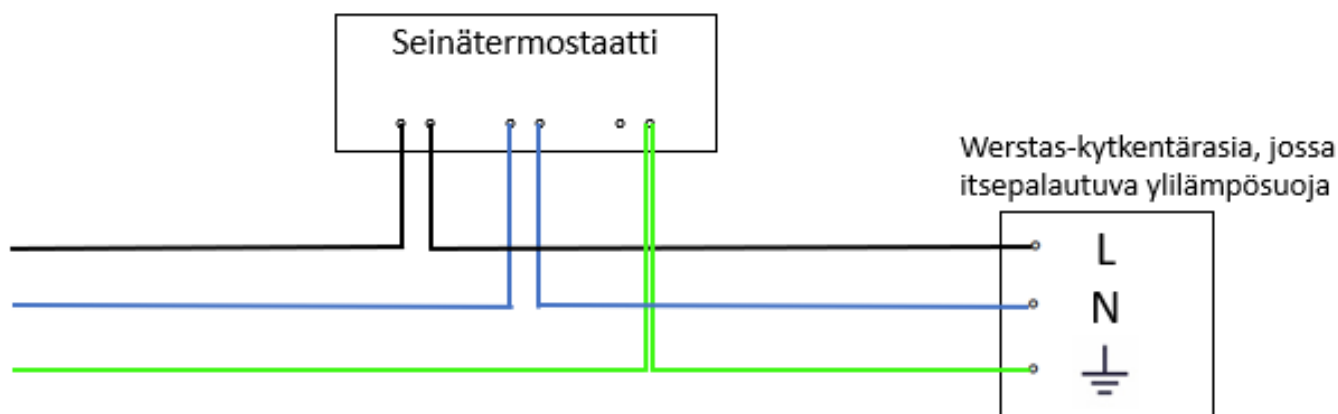 Seinätermostaatti
Werstas-kytkentärasia, jossa
itsepalautuva ylilämpösuoja
L
N